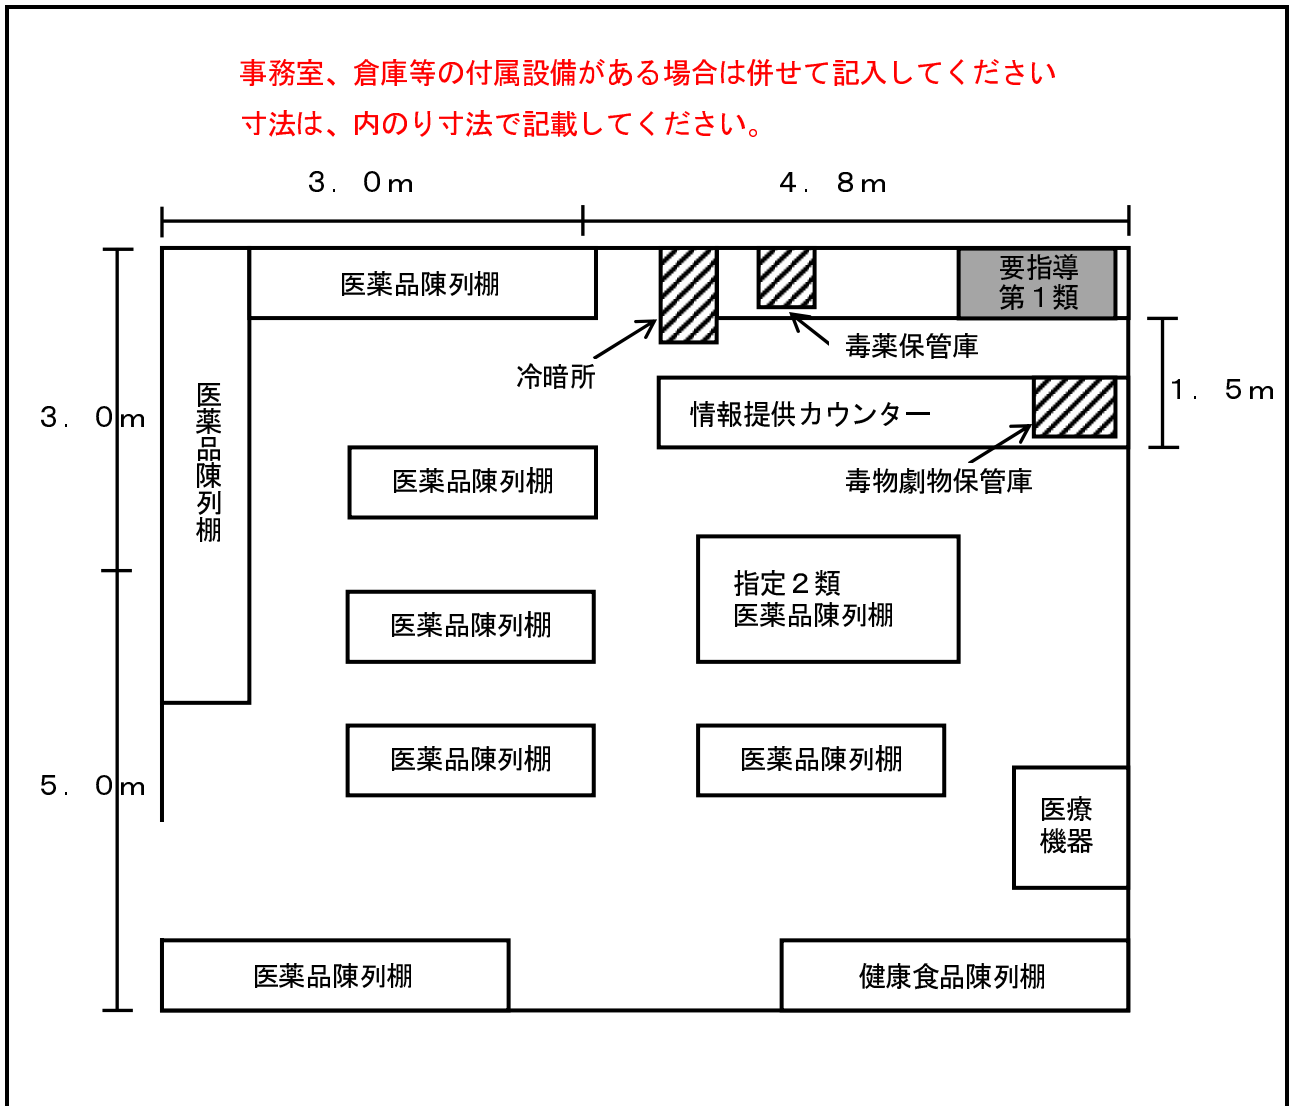 事務室、倉庫等の付属設備がある場合は併せて記入してください
寸法は、内のり寸法で記載してください。
３．０ｍ
４．８ｍ
医薬品陳列棚
要指導
第１類
毒薬保管庫
冷暗所
１．５ｍ
３．０ｍ
医薬品陳列棚
情報提供カウンター
医薬品陳列棚
毒物劇物保管庫
指定２類
医薬品陳列棚
医薬品陳列棚
医薬品陳列棚
医薬品陳列棚
５．０ｍ
医療
機器
医薬品陳列棚
健康食品陳列棚